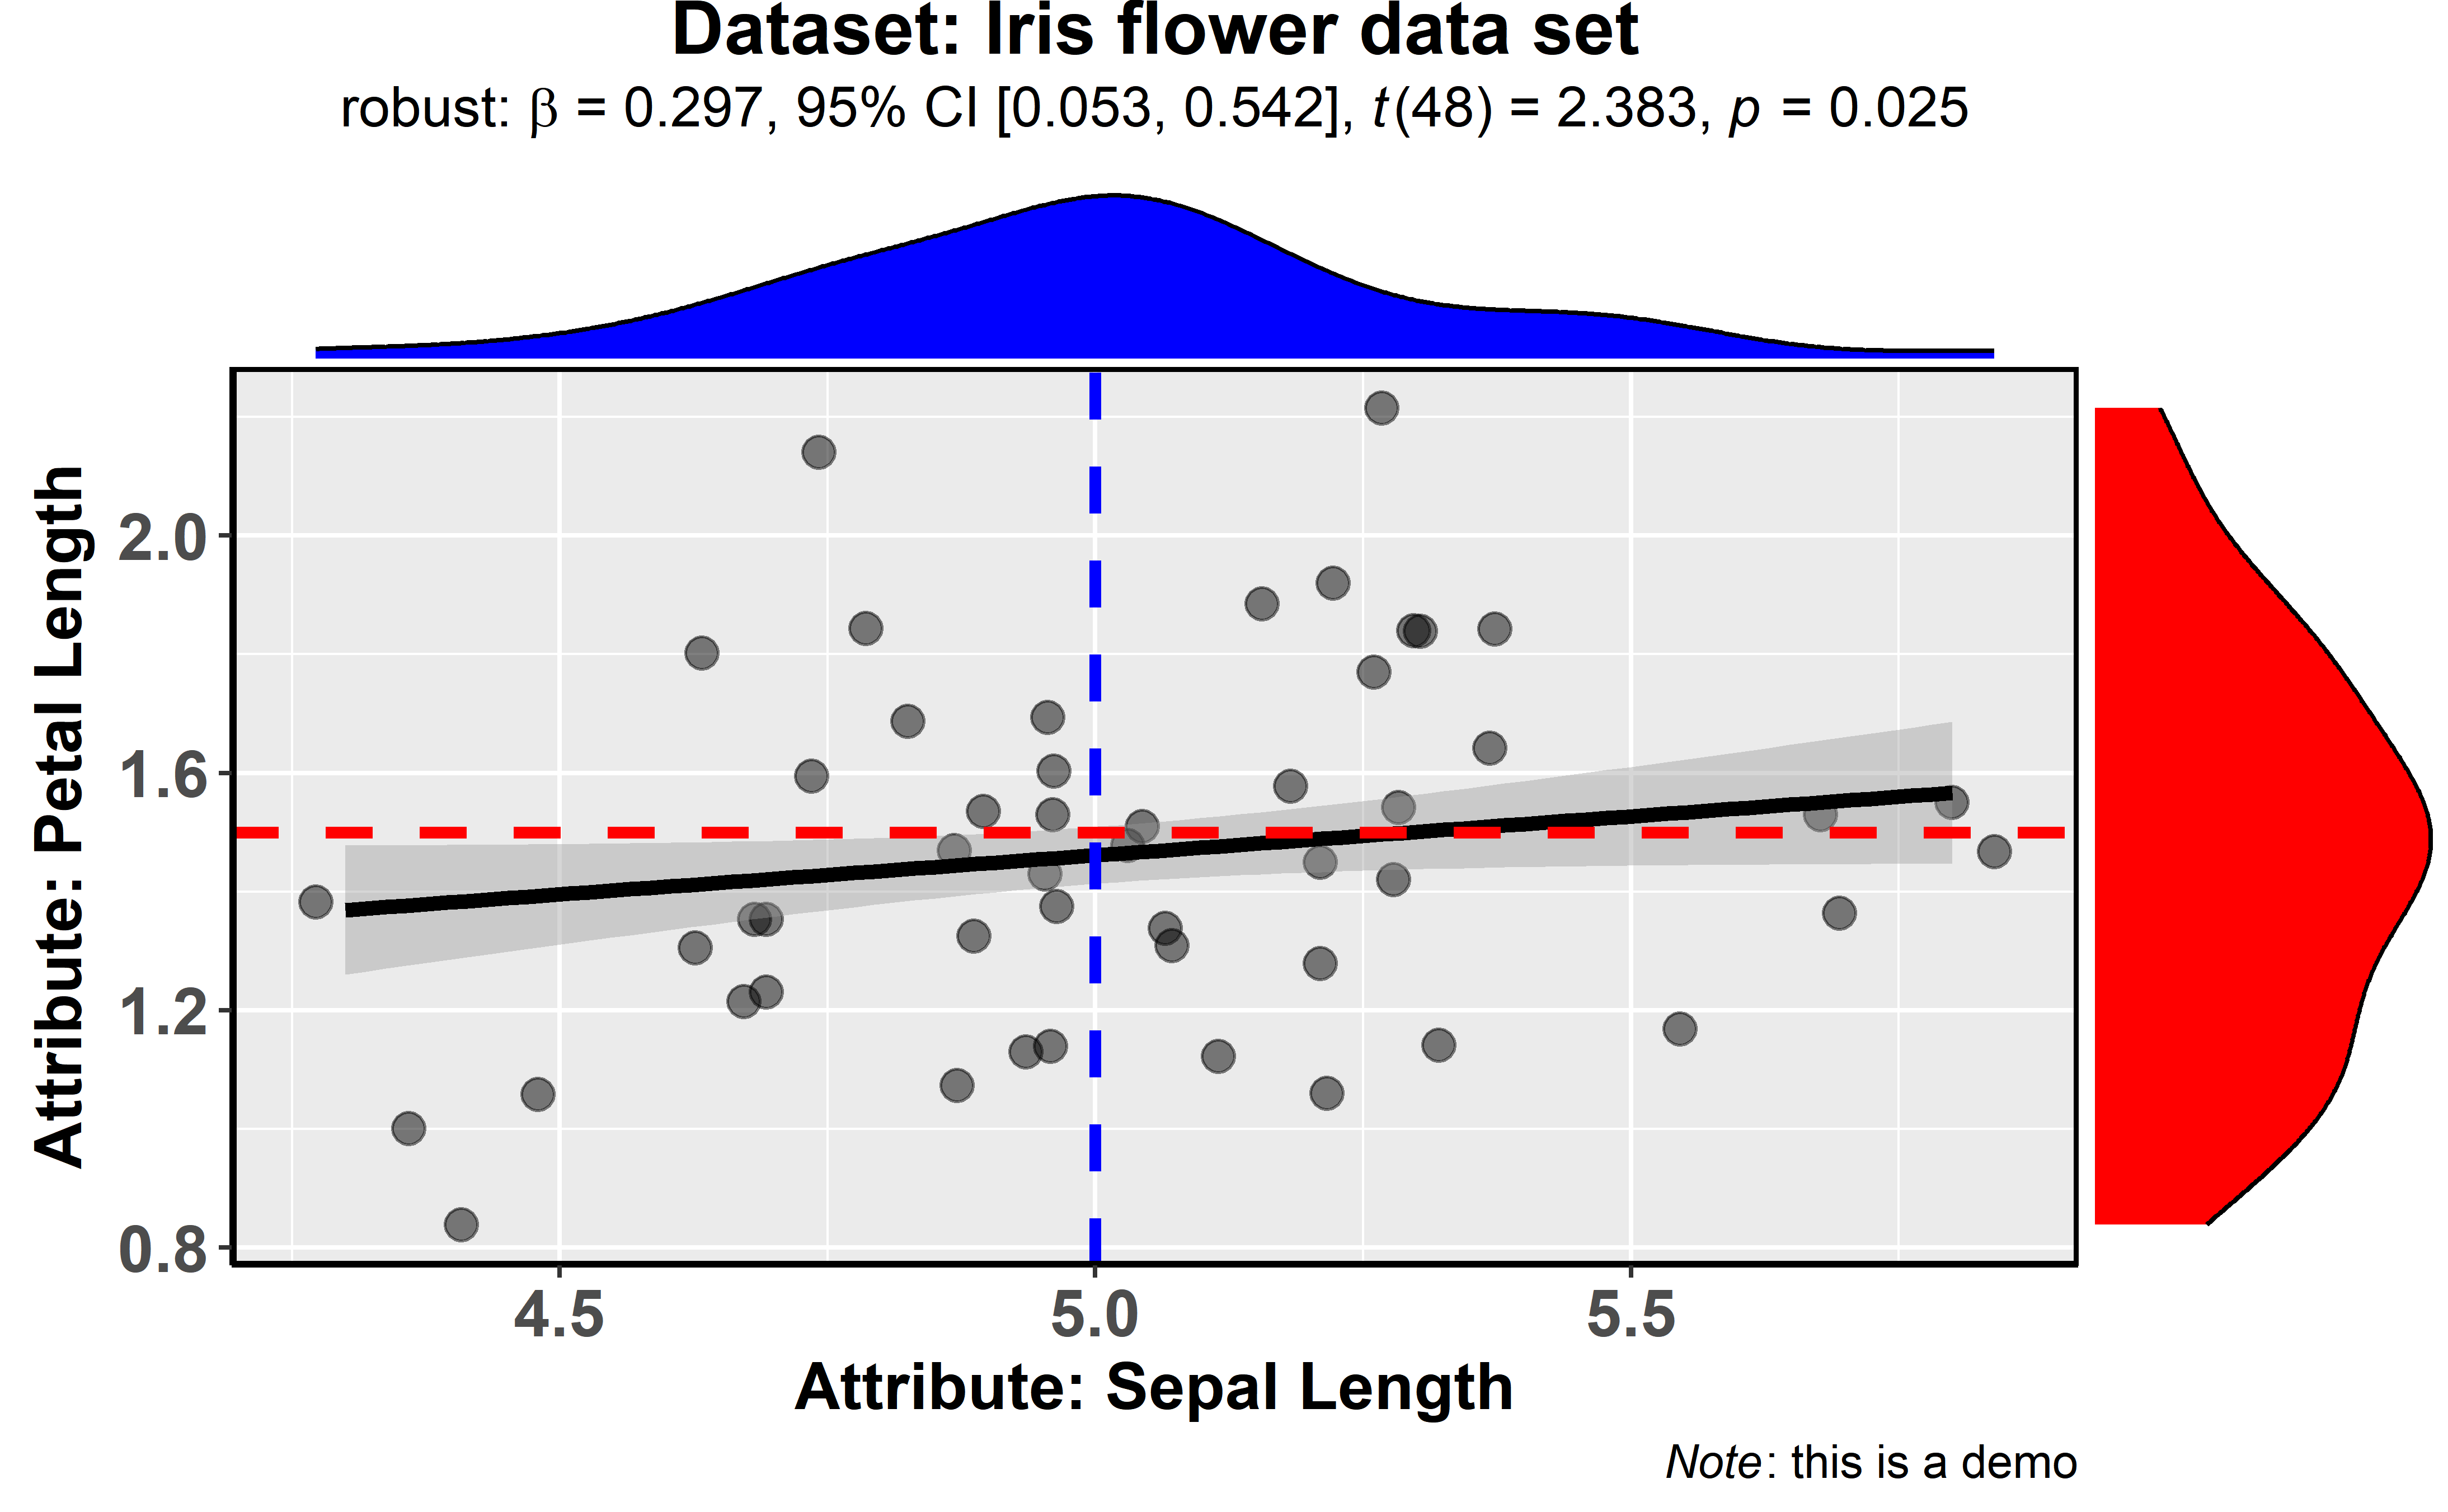 Dataset: Iris flower data set
robust: β = 0.297, 95% CI [0.053, 0.542], t(48) = 2.383, p = 0.025
Attribute: Petal Length
2.0
1.6
1.2
0.8
4.5 5.0 5.5
Attribute: Sepal Length
Note: this is a demo